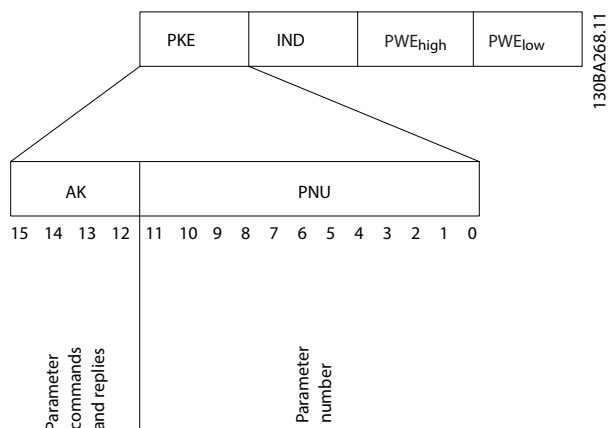 PKE IND PWEhigh PWElow
130BA268.11
AK PNU
15 14 13 12 11 10 9 8 7 6 5 4 3 2 1 0
Parameter
commands
and replies
Parameter
number